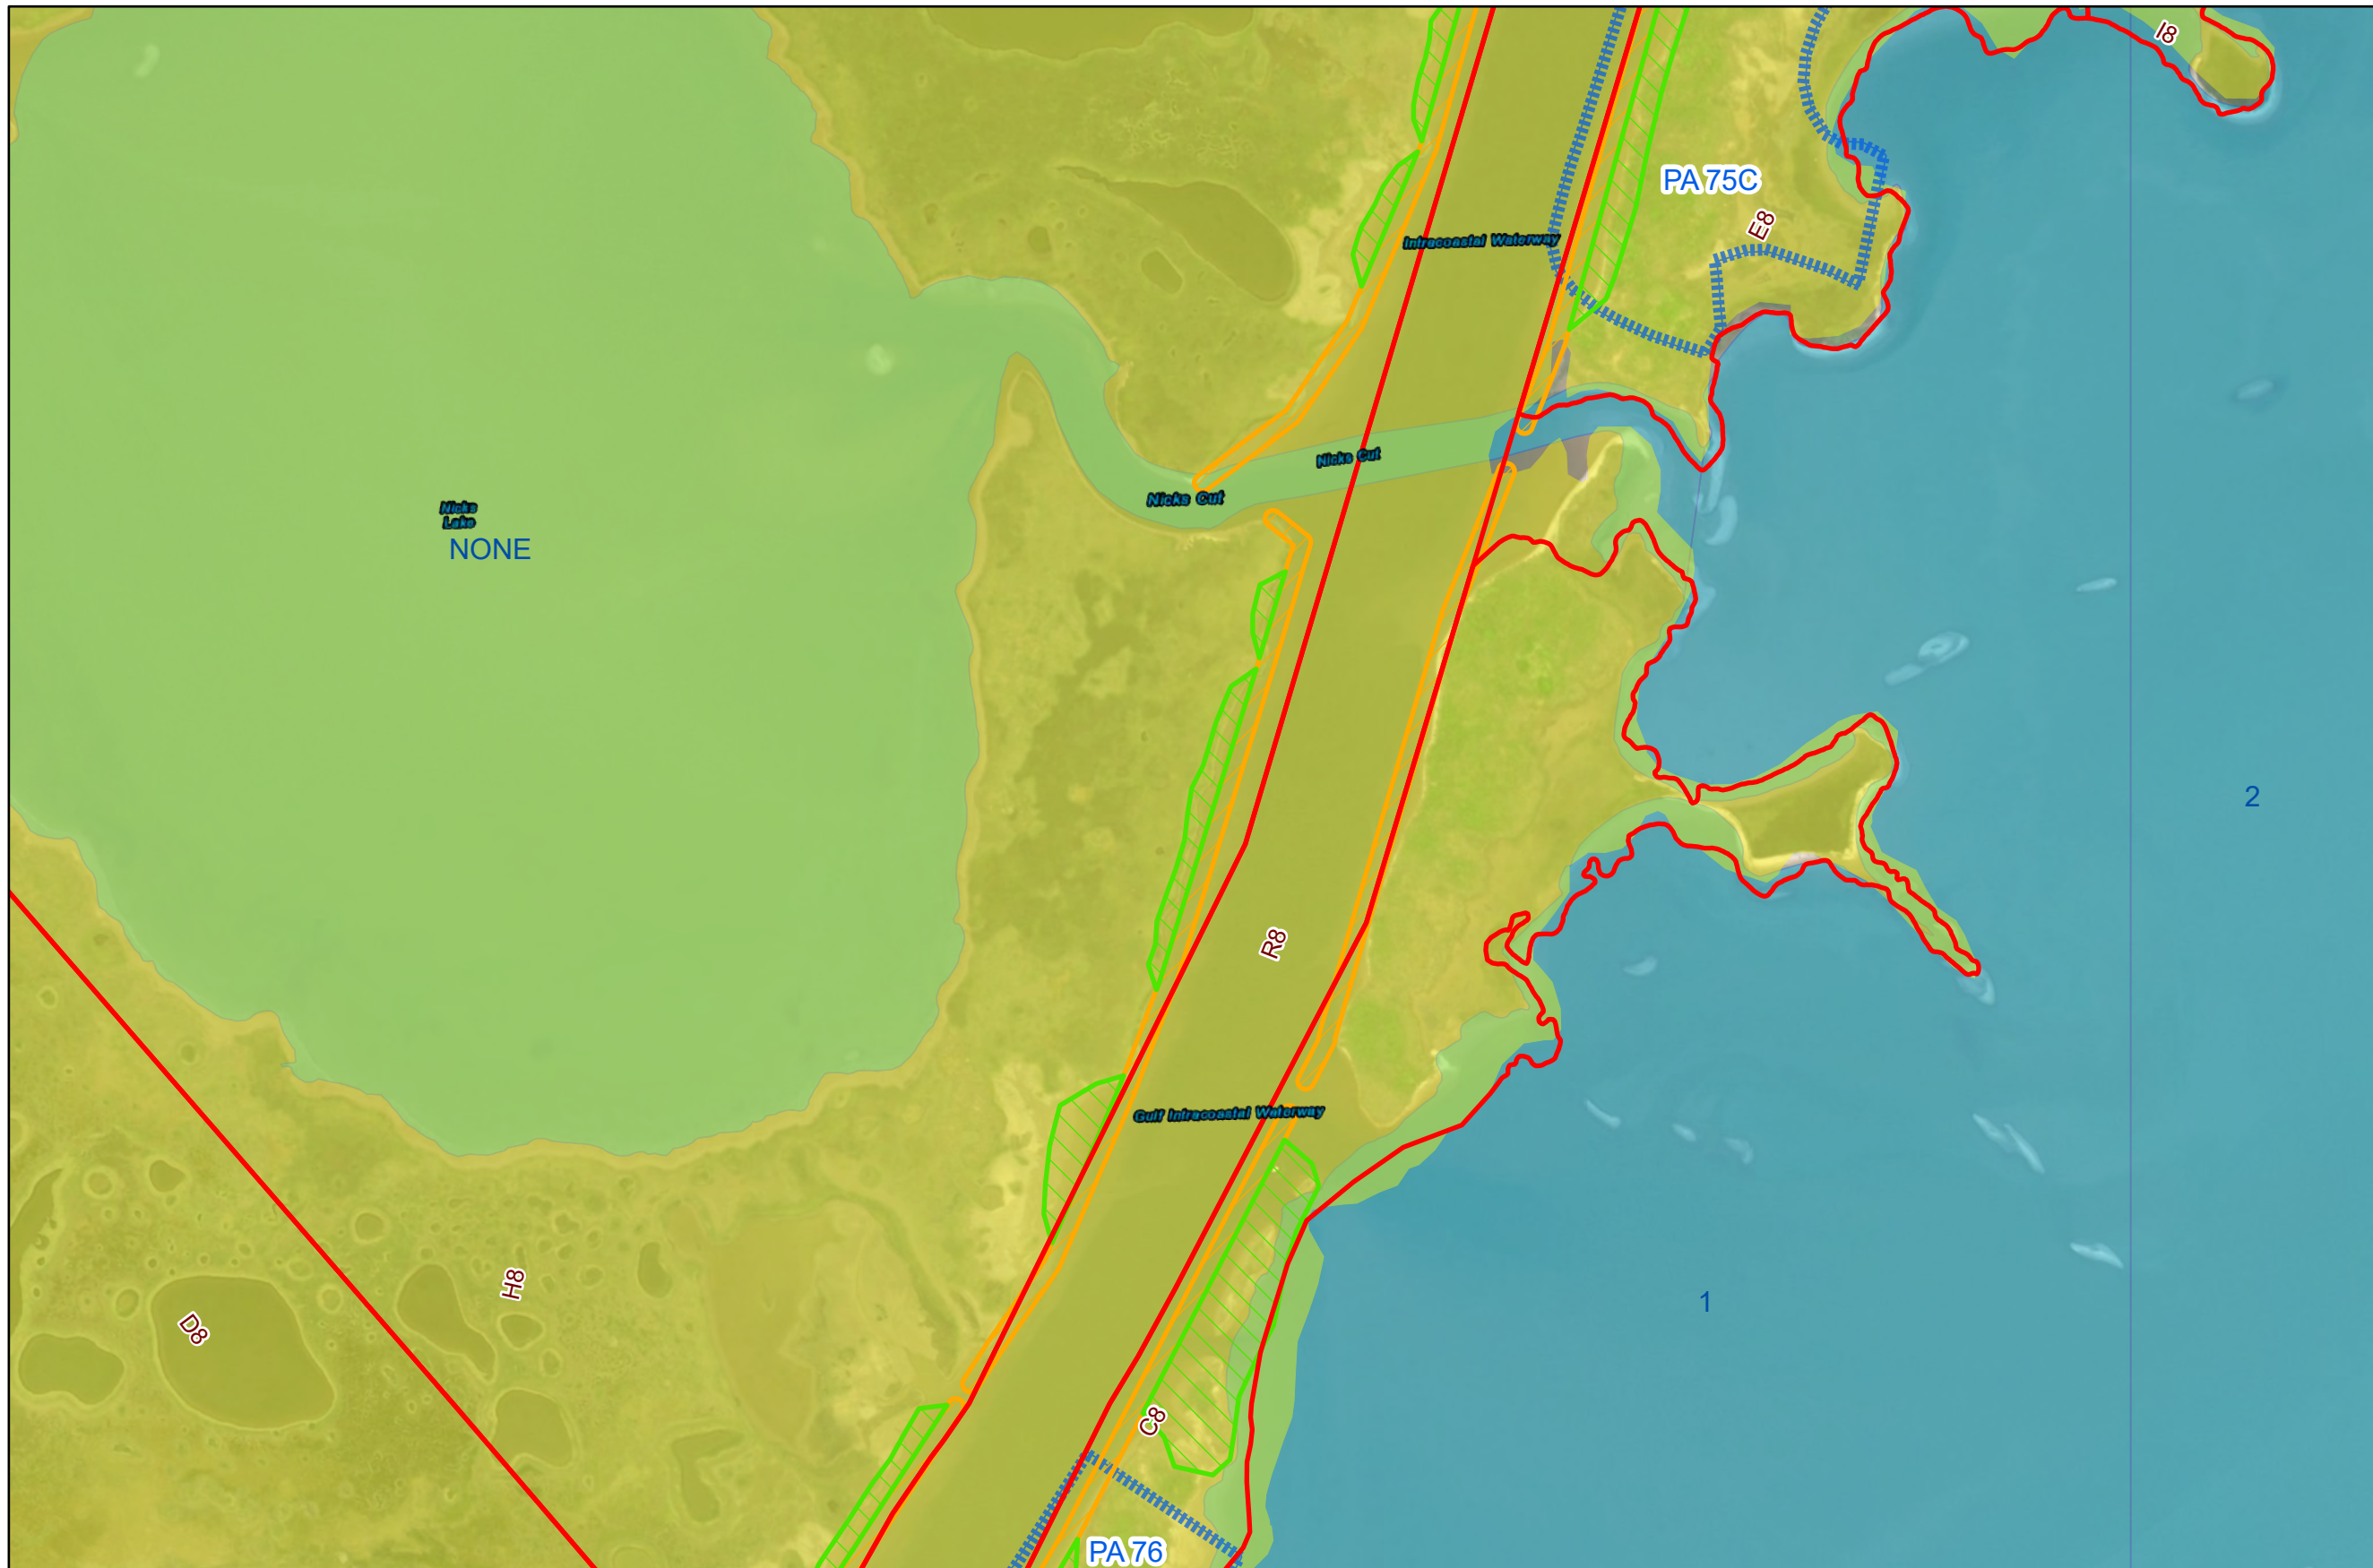 I8
PA 75C
E8
Intracoastal Waterway
Nicks Cut
Nicks Cut
Nicks
Lake
NONE
2
R8
Gulf Intracoastal Waterway
H8
1
D8
C8
PA 76